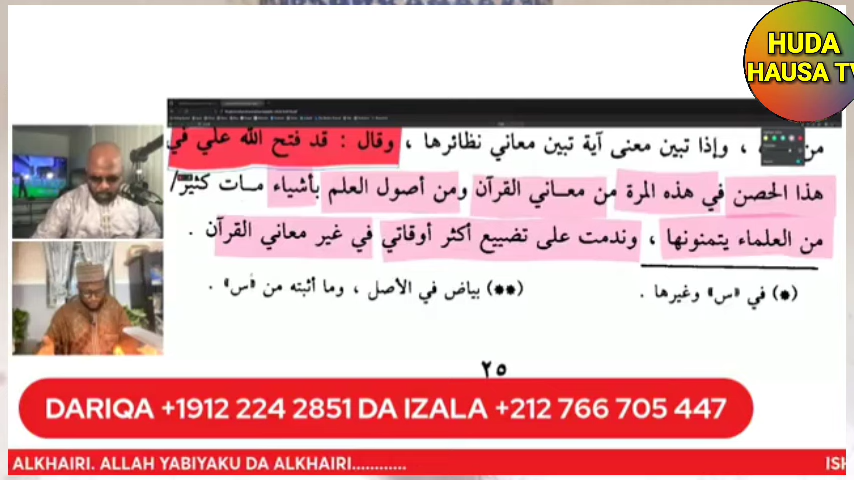 HUDA
HAUSA TV
من ، وإذا تبين معنى آية تبين معاني نظائرها ، وقال : قد فتح الله علي في
هذا الحصن في هذه المرة من معـاني القرآن ومن أصول العلم بأشياء مـات كثير
من العلماء يتمنونها ، وندمت على تضييع أكثر أوقاتي في غير معاني القرآن .
(*) في «س» وغيرها .
(**) بياض في الأصل ، وما أثبته من «س» .
٢٥
DARIQA +1912 224 2851 DA IZALA +212 766 705 447
ALKHAIRI. ALLAH YABIYAKU DA ALKHAIRI............